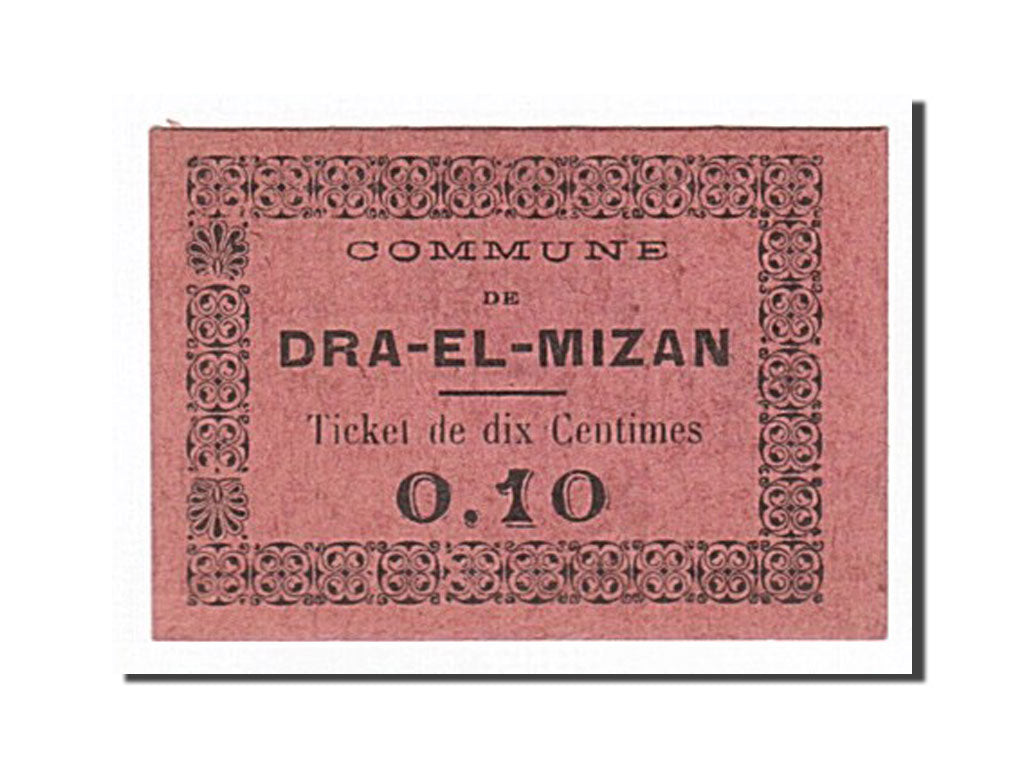 COMMUNE
DE
DRA-EL-MIZAN
Ticket de dix Centimes
0.10